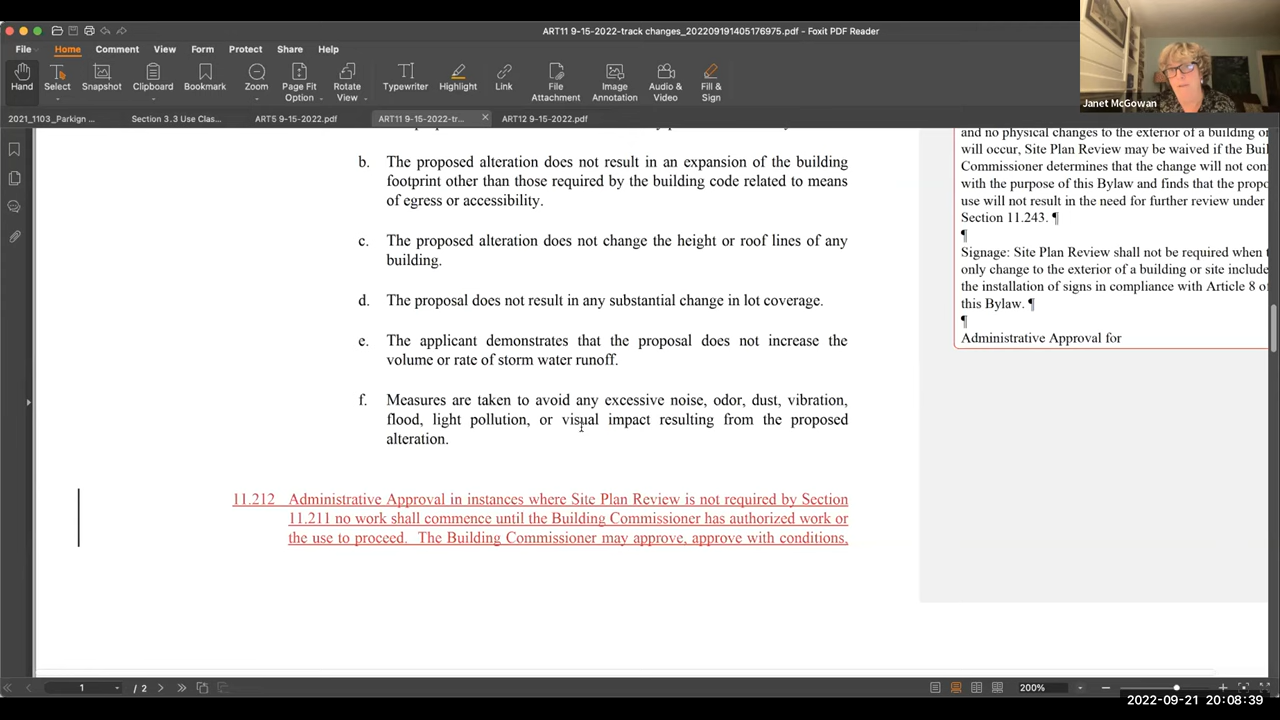 ART11 9-15-2022-track changes_202209191405176975.pdf - Foxit PDF Reader
File Home Comment View Form Protect Share Help
Hand Select Snapshot Clipboard Bookmark Zoom Page Fit Option Rotate View Typewriter Highlight Link File Attachment Image Annotation Audio & Video Fill & Sign
Janet McGowan
2021_1103_Parkign ... Section 3.3 Use Clas... ART5 9-15-2022.pdf ART11 9-15-2022-tr... ART12 9-15-2022.pdf
b. The proposed alteration does not result in an expansion of the building
footprint other than those required by the building code related to means
of egress or accessibility.
c. The proposed alteration does not change the height or roof lines of any
building.
d. The proposal does not result in any substantial change in lot coverage.
e. The applicant demonstrates that the proposal does not increase the
volume or rate of storm water runoff.
f. Measures are taken to avoid any excessive noise, odor, dust, vibration,
flood, light pollution, or visual impact resulting from the proposed
alteration.
11.212 Administrative Approval in instances where Site Plan Review is not required by Section
11.211 no work shall commence until the Building Commissioner has authorized work or
the use to proceed. The Building Commissioner may approve, approve with conditions,
and no physical changes to the exterior of a building or
will occur, Site Plan Review may be waived if the Buil
Commissioner determines that the change will not con
with the purpose of this Bylaw and finds that the propo
use will not result in the need for further review under
Section 11.243. ¶
¶
Signage: Site Plan Review shall not be required when t
only change to the exterior of a building or site include
the installation of signs in compliance with Article 8 of
this Bylaw. ¶
¶
Administrative Approval for
1 / 2
200%
2022-09-21 20:08:39